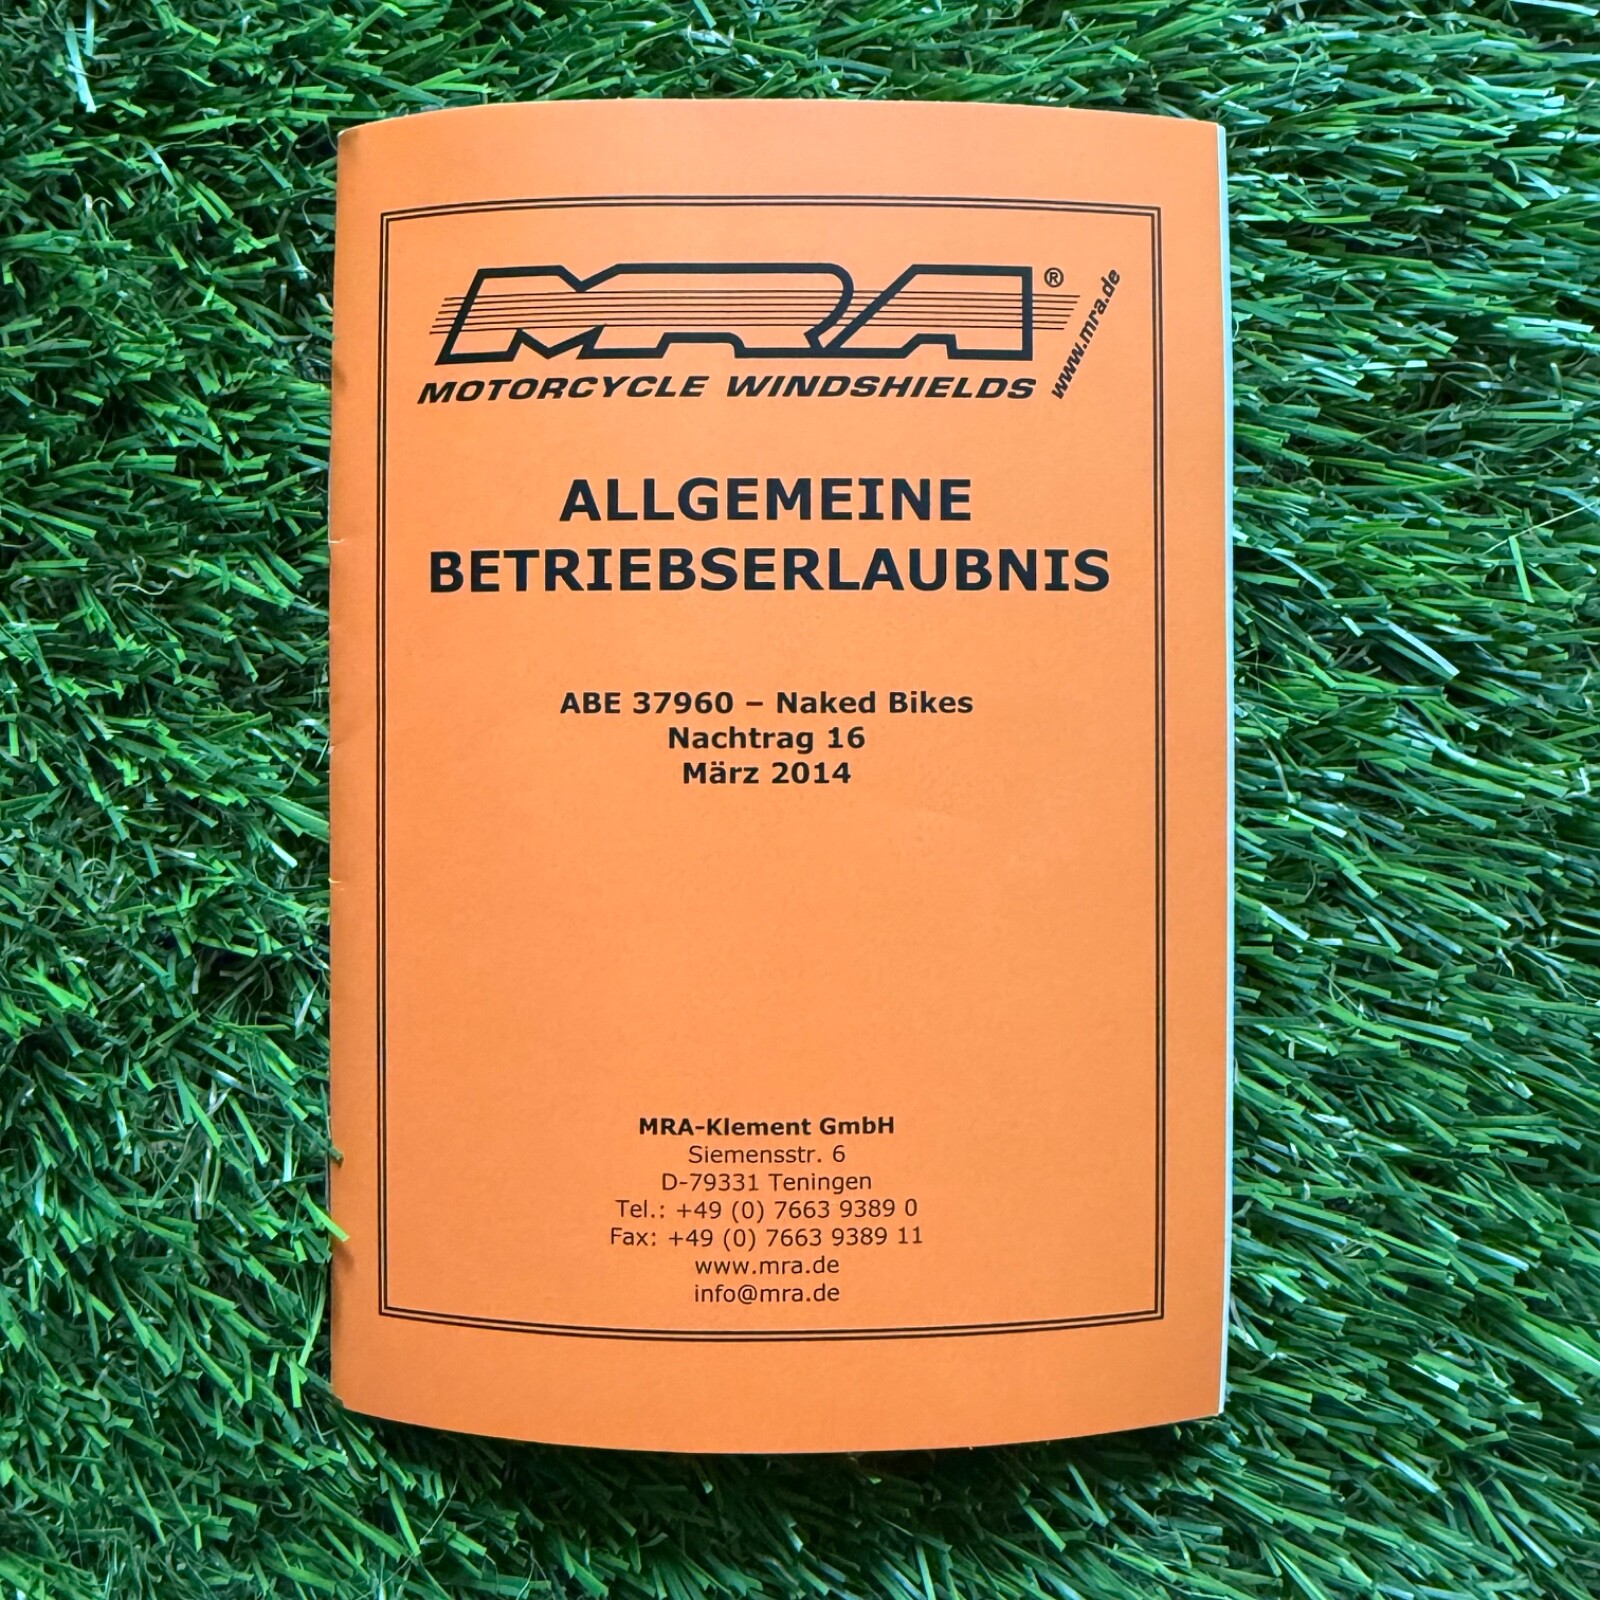 MRA®
www.mra.de
MOTORCYCLE WINDSHIELDS
ALLGEMEINE
BETRIEBSERLAUBNIS
ABE 37960 – Naked Bikes
Nachtrag 16
März 2014
MRA-Klement GmbH
Siemensstr. 6
D-79331 Teningen
Tel.: +49 (0) 7663 9389 0
Fax: +49 (0) 7663 9389 11
www.mra.de
info@mra.de